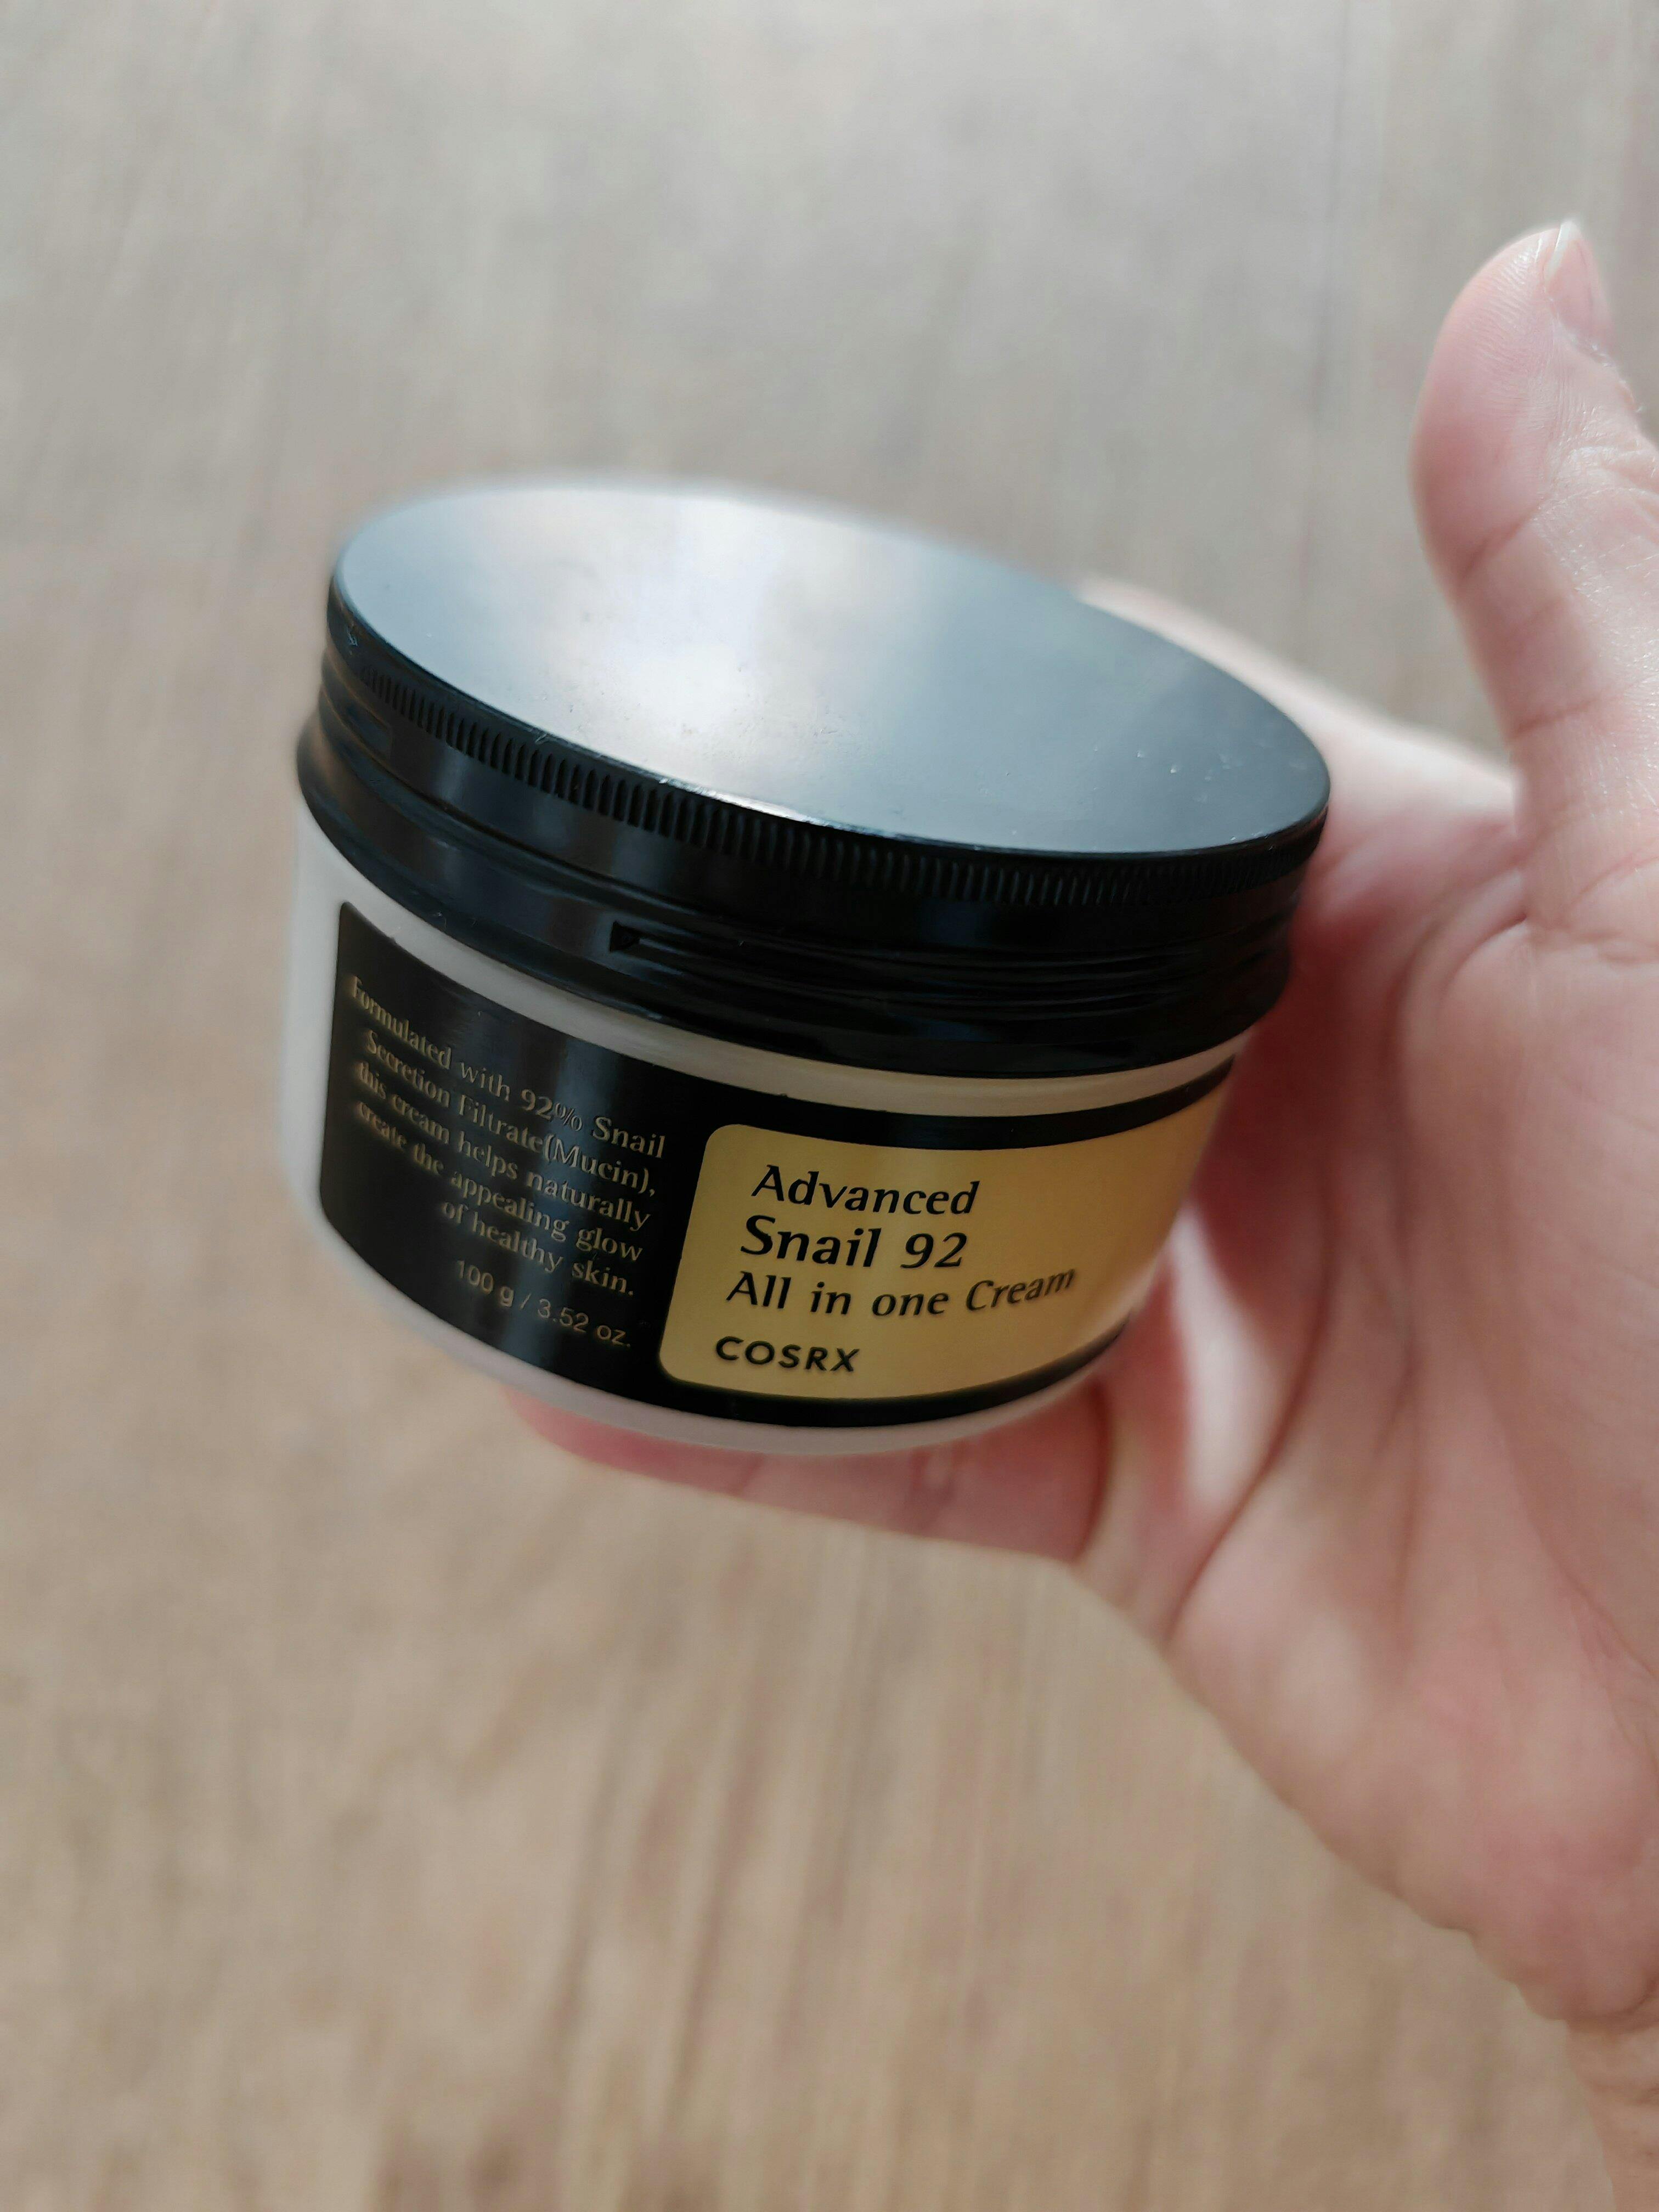 Formulated with 92% Snail
Secretion Filtrate(Mucin),
this cream helps naturally
create the appealing glow
of healthy skin.
100 g / 3.52 oz.
Advanced
Snail 92
All in one Cream
COSRX